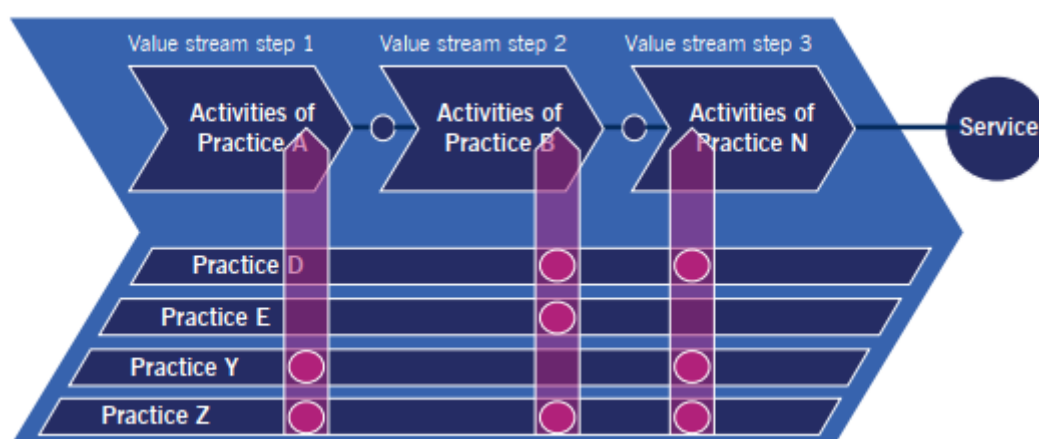 Value stream step 1
Value stream step 2
Value stream step 3
Activities of
Practice A
Activities of
Practice B
Activities of
Practice N
Service
Practice D
Practice E
Practice Y
Practice Z